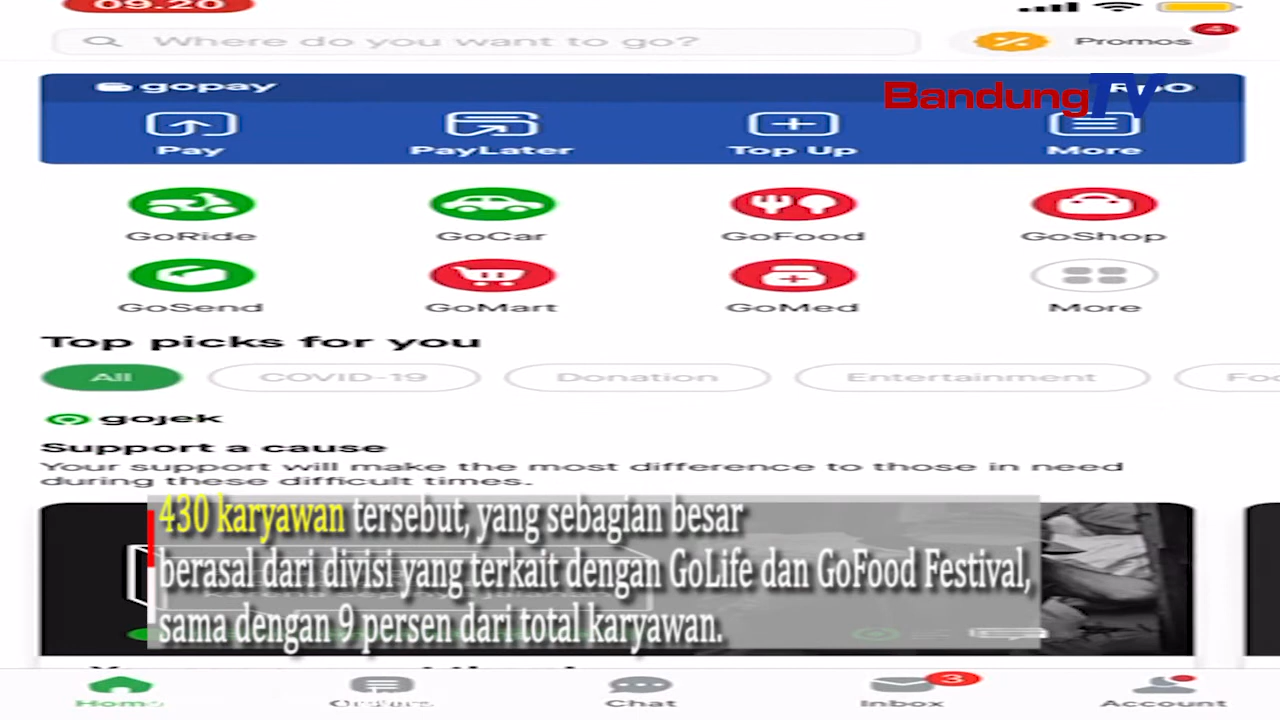 09.20
Where do you want to go?
Promos
4
gopay
BandungTV
Pay
PayLater
Top Up
More
GoRide
GoCar
GoFood
GoShop
GoSend
GoMart
GoMed
More
Top picks for you
All
COVID-19
Donation
Entertainment
gojek
Support a cause
Your support will make the most difference to those in need
during these difficult times.
430 karyawan tersebut, yang sebagian besar
berasal dari divisi yang terkait dengan GoLife dan GoFood Festival,
sama dengan 9 persen dari total karyawan.
Home
Orders
Chat
Inbox
3
Account